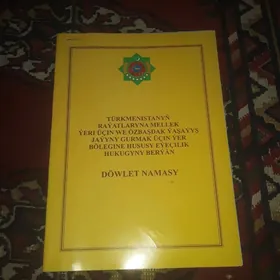 TÜRKMENISTANYŇ
RAÝATLARYNA MELLEK
ÝERI ÜÇIN WE ÖZBAŞDAK ÝAŞAÝYŞ
JAÝYNY GURMAK ÜÇIN ÝER
BÖLEGINE HUSUSY EÝEÇILIK
HUKUGYNY BERÝÄN
DÖWLET NAMASY